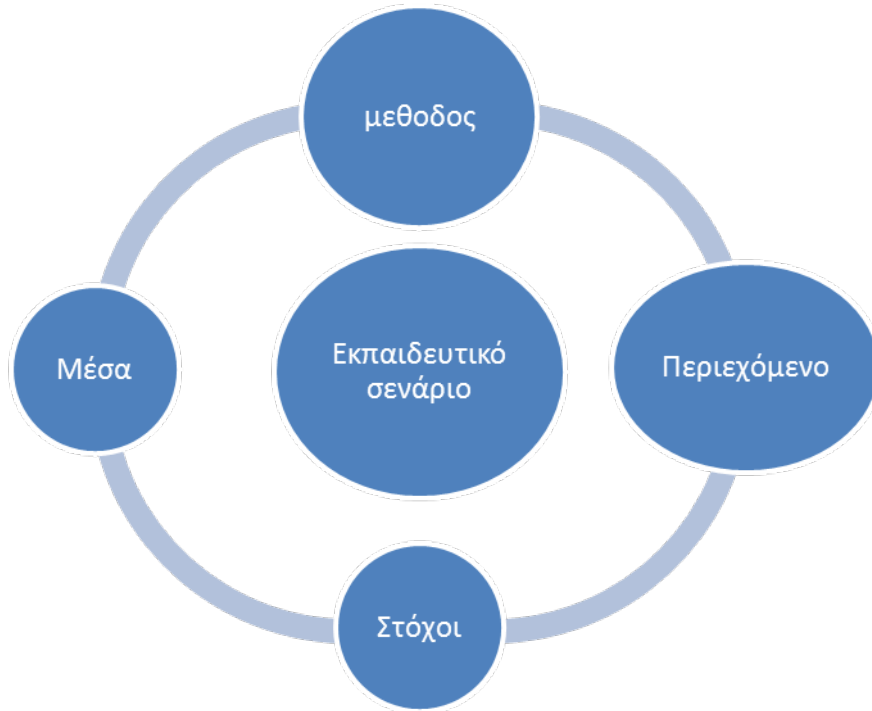 μεθοδος
Μέσα
Εκπαιδευτικό
σενάριο
Περιεχόμενο
Στόχοι